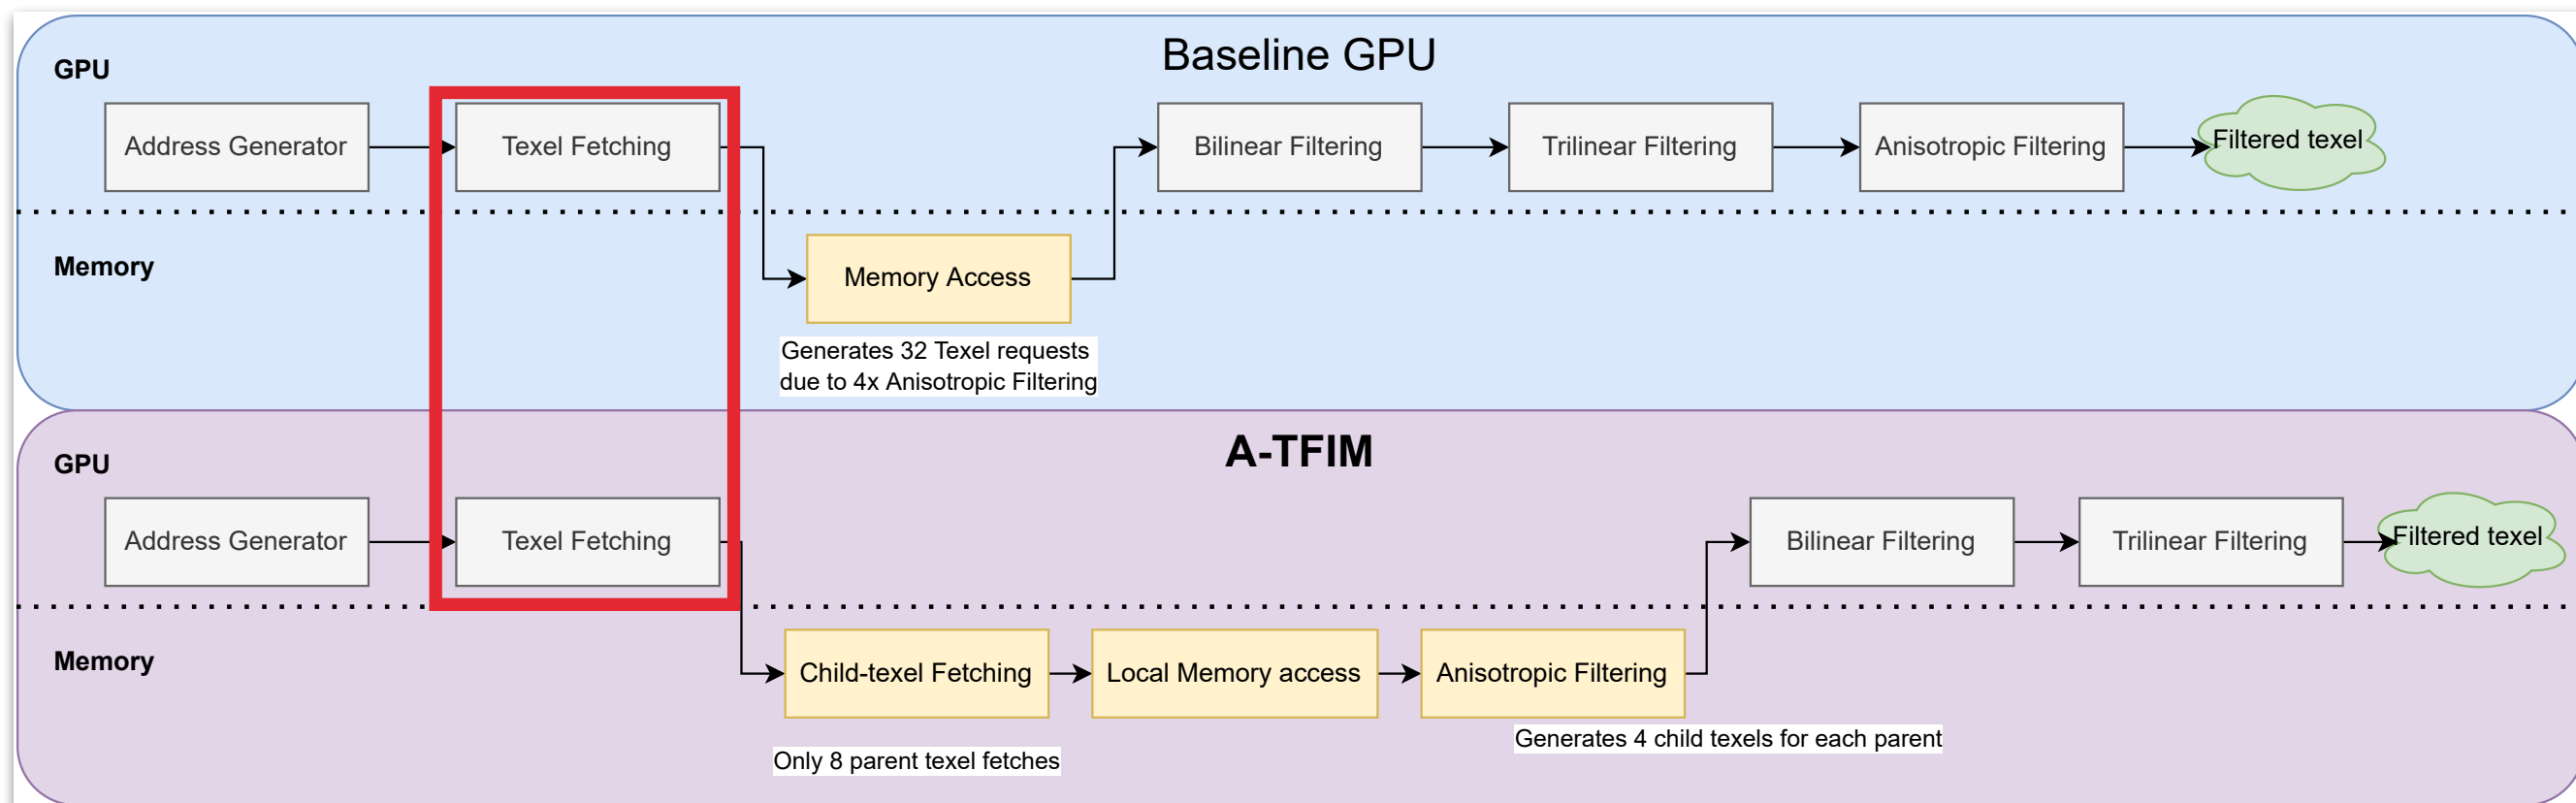 Baseline GPU
GPU
Address Generator
Texel Fetching
Bilinear Filtering
Trilinear Filtering
Anisotropic Filtering
Filtered texel
Memory
Memory Access
Generates 32 Texel requests
due to 4x Anisotropic Filtering
A-TFIM
GPU
Address Generator
Texel Fetching
Bilinear Filtering
Trilinear Filtering
Filtered texel
Memory
Child-texel Fetching
Local Memory access
Anisotropic Filtering
Generates 4 child texels for each parent
Only 8 parent texel fetches